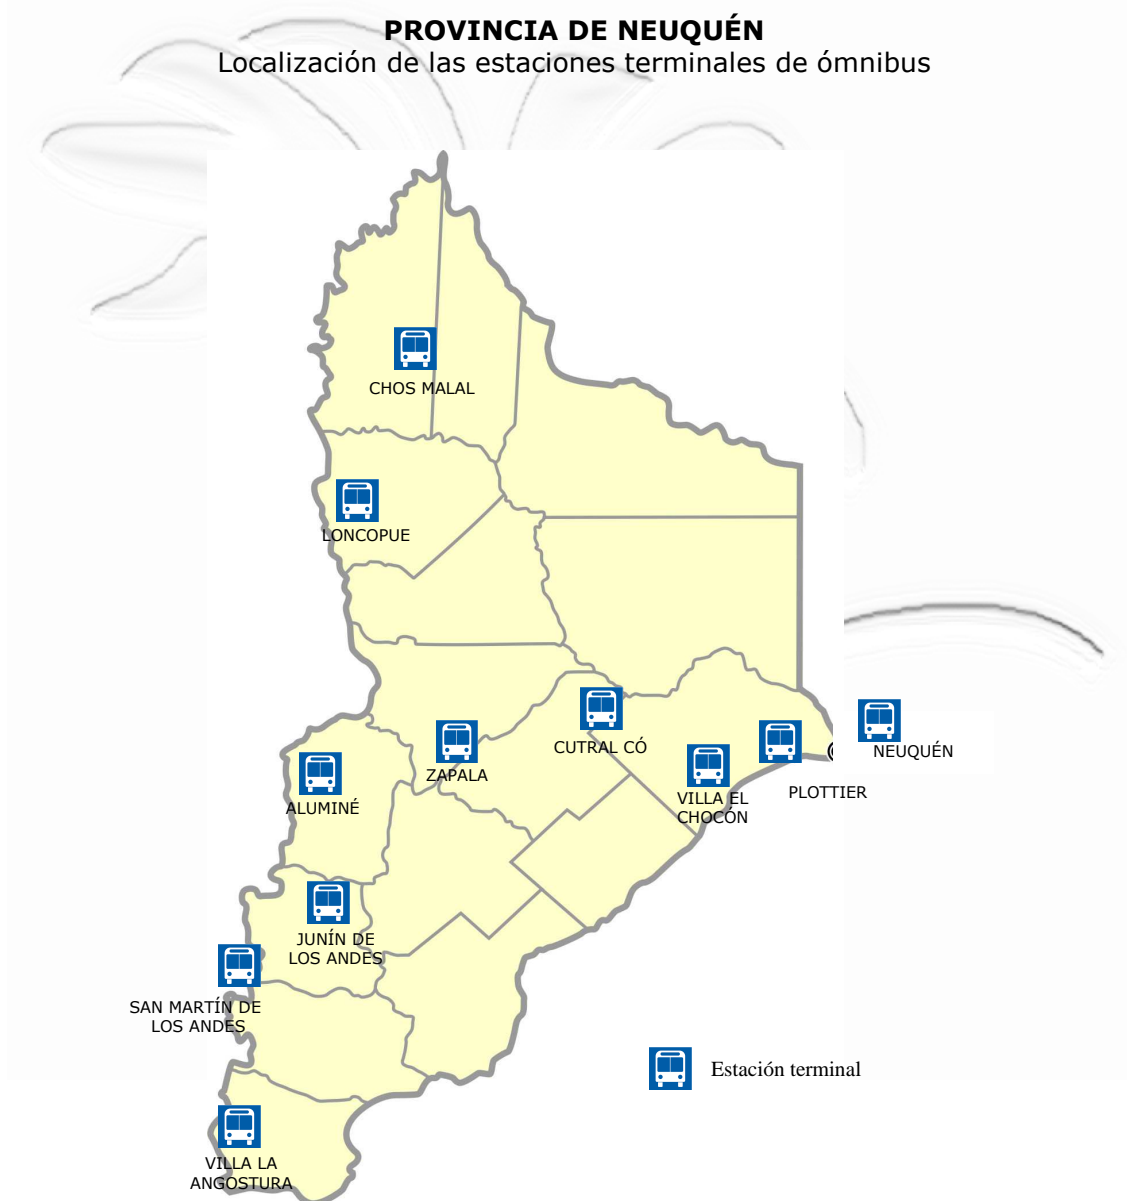 PROVINCIA DE NEUQUÉN
Localización de las estaciones terminales de ómnibus
CHOS MALAL
LONCOPUE
CUTRAL CÓ
NEUQUÉN
ZAPALA
ALUMINÉ
VILLA EL
CHOCÓN
PLOTTIER
JUNÍN DE
LOS ANDES
SAN MARTÍN DE
LOS ANDES
Estación terminal
VILLA LA
ANGOSTURA